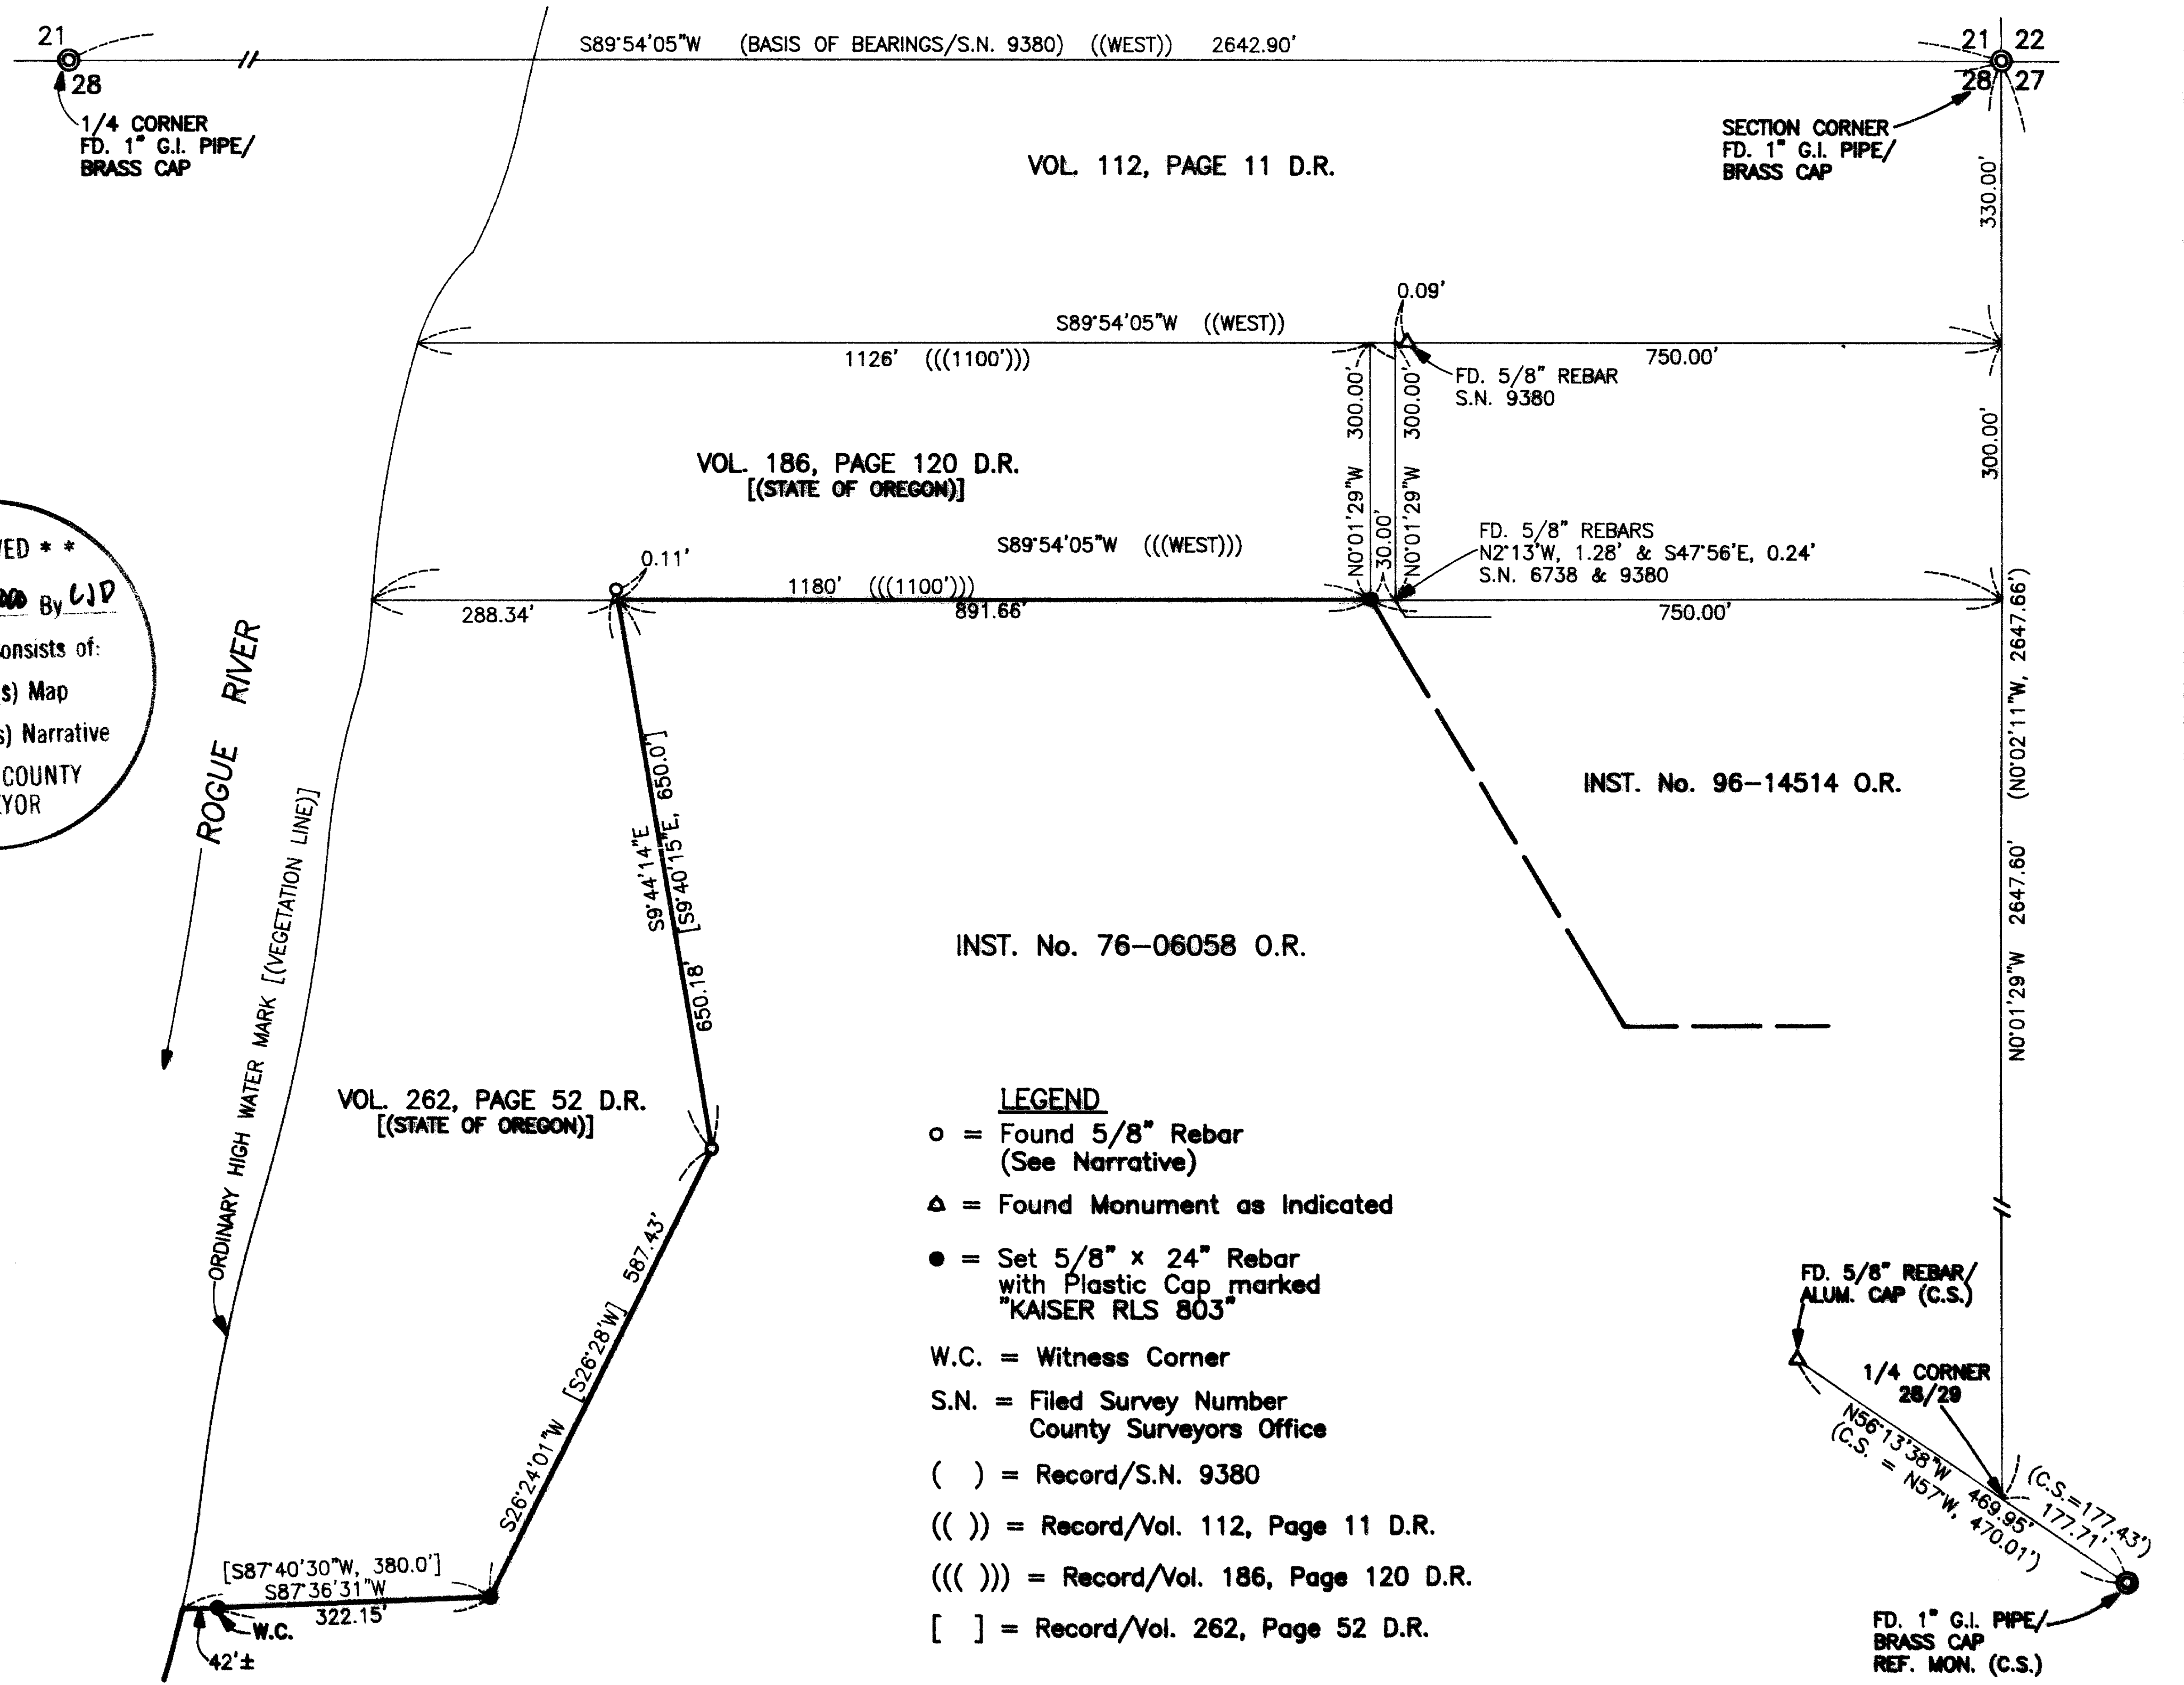 21
28
S89°54'05"W (BASIS OF BEARINGS/S.N. 9380) ((WEST)) 2642.90'
21 22
28 27
1/4 CORNER
FD. 1" G.I. PIPE/
BRASS CAP
SECTION CORNER
FD. 1" G.I. PIPE/
BRASS CAP
VOL. 112, PAGE 11 D.R.
330.00'
0.09'
S89°54'05"W ((WEST))
1126' (((1100')))
750.00'
FD. 5/8" REBAR
S.N. 9380
N0°01'29"W 300.00'
N0°01'29"W 300.00'
30.00'
300.00'
VOL. 186, PAGE 120 D.R.
[(STATE OF OREGON)]
S89°54'05"W (((WEST)))
FD. 5/8" REBARS
N2°13'W, 1.28' & S47°56'E, 0.24'
S.N. 6738 & 9380
0.11'
1180' (((1100')))
288.34'
891.66'
750.00'
VED * *
By CJD
onsists of:
s) Map
s) Narrative
COUNTY
YOR
ROGUE RIVER
ORDINARY HIGH WATER MARK [(VEGETATION LINE)]
S9°44'14"E 650.18'
[S9°40'15"E, 650.0']
INST. No. 96-14514 O.R.
N0°01'29"W 2647.60' (N0°02'11"W, 2647.66')
INST. No. 76-06058 O.R.
VOL. 262, PAGE 52 D.R.
[(STATE OF OREGON)]
S26°24'01"W [S26°28'W] 587.43'
[S87°40'30"W, 380.0']
S87°36'31"W
322.15'
W.C.
42'±
LEGEND
o = Found 5/8" Rebar
(See Narrative)
△ = Found Monument as Indicated
● = Set 5/8" x 24" Rebar
with Plastic Cap marked
"KAISER RLS 803"
W.C. = Witness Corner
S.N. = Filed Survey Number
County Surveyors Office
( ) = Record/S.N. 9380
(( )) = Record/Vol. 112, Page 11 D.R.
((( ))) = Record/Vol. 186, Page 120 D.R.
[ ] = Record/Vol. 262, Page 52 D.R.
FD. 5/8" REBAR/
ALUM. CAP (C.S.)
1/4 CORNER
28/29
N56°13'38"W 469.95'
(C.S. = N57°W, 470.01')
(C.S.=177.43')
177.71'
FD. 1" G.I. PIPE/
BRASS CAP
REF. MON. (C.S.)